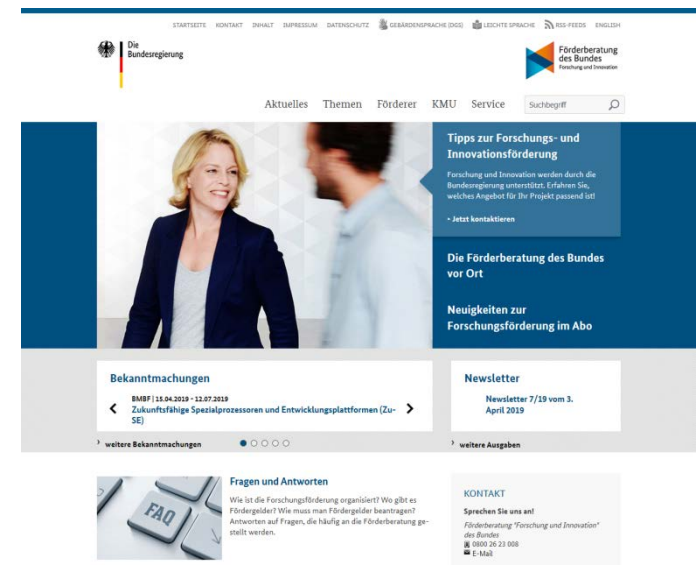 STARTSEITE KONTAKT INHALT IMPRESSUM DATENSCHUTZ GEBÄRDENSPRACHE (DGS) LEICHTE SPRACHE RSS-FEEDS ENGLISH
Die
Bundesregierung
Förderberatung
des Bundes
Forschung und Innovation
Aktuelles Themen Förderer KMU Service Suchbegriff
Tipps zur Forschungs- und
Innovationsförderung
Forschung und Innovation werden durch die
Bundesregierung unterstützt. Erfahren Sie,
welches Angebot für Ihr Projekt passend ist!
Jetzt kontaktieren
Die Förderberatung des Bundes
vor Ort
Neuigkeiten zur
Forschungsförderung im Abo
Bekanntmachungen
BMBF | 15.04.2019 - 12.07.2019
Zukunftsfähige Spezialprozessoren und Entwicklungsplattformen (Zu-
SE)
weitere Bekanntmachungen
Newsletter
Newsletter 7/19 vom 3.
April 2019
weitere Ausgaben
FAQ
Fragen und Antworten
Wie ist die Forschungsförderung organisiert? Wo gibt es
Fördergelder? Wie muss man Fördergelder beantragen?
Antworten auf Fragen, die häufig an die Förderberatung ge-
stellt werden.
KONTAKT
Sprechen Sie uns an!
Förderberatung "Forschung und Innovation"
des Bundes
0800 26 23 008
E-Mail